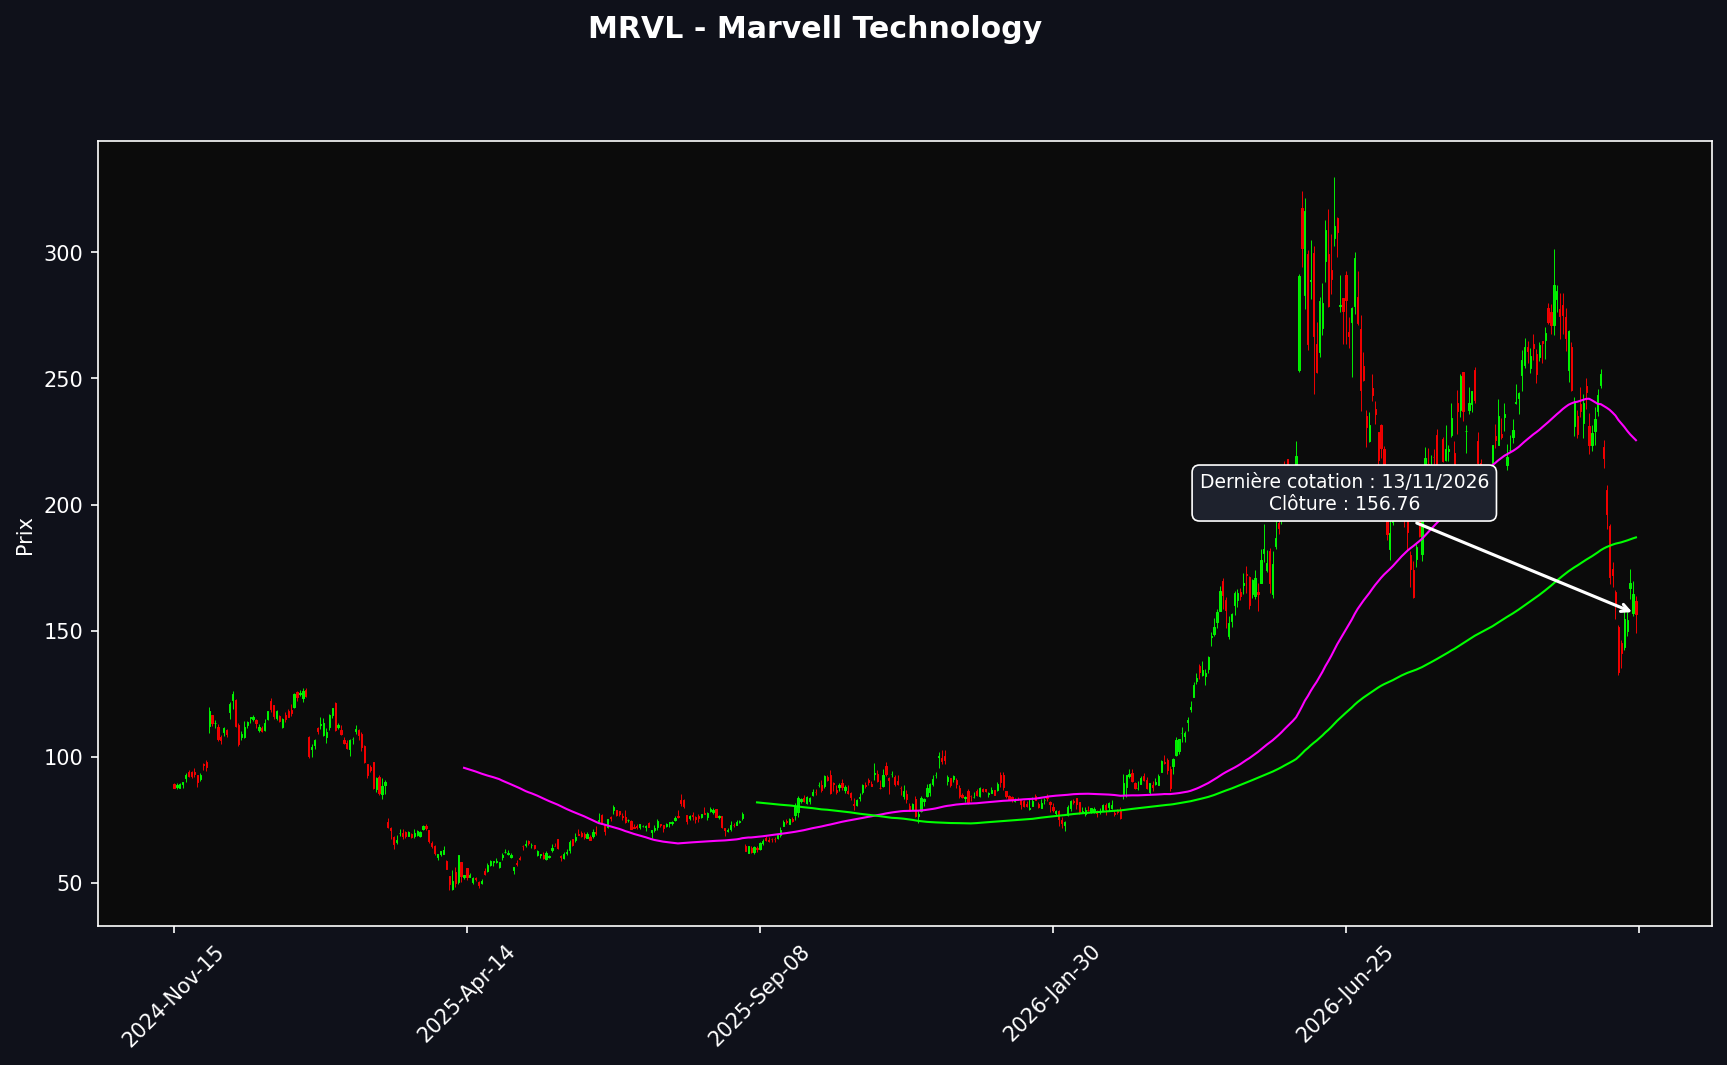 MRVL - Marvell Technology
Prix
300
250
200
150
100
50
Dernière cotation : 13/11/2026
Clôture : 156.76
2024-Nov-15
2025-Apr-14
2025-Sep-08
2026-Jan-30
2026-Jun-25